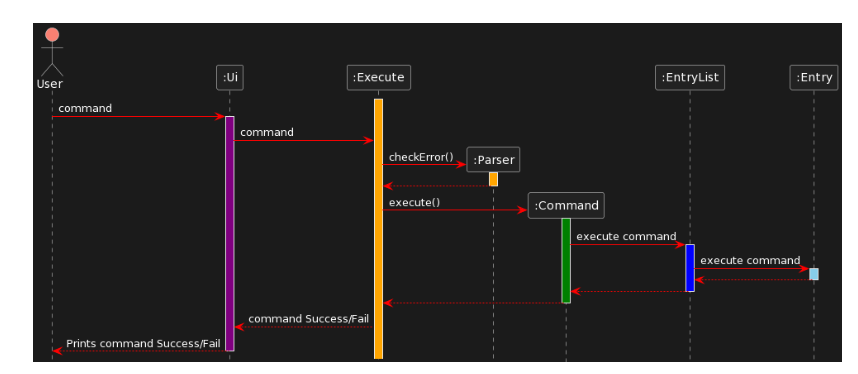 :Ui
:Execute
:EntryList
:Entry
User
command
command
checkError()
:Parser
execute()
:Command
execute command
execute command
command Success/Fail
Prints command Success/Fail